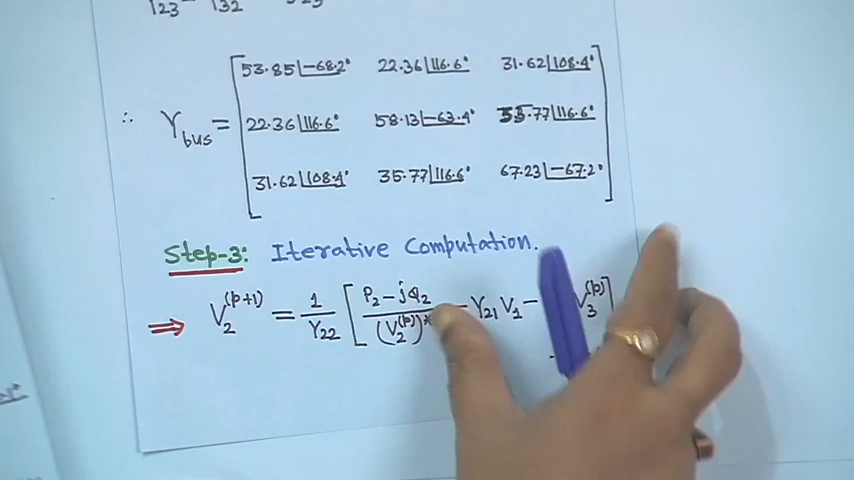 53.85∠-68.2° 22.36∠116.6° 31.62∠108.4°
∴ Y_bus = 22.36∠116.6° 58.13∠-63.4° 35.77∠116.6°
31.62∠108.4° 35.77∠116.6° 67.23∠-67.2°
Step-3: Iterative Computation.
⇒ V₂^(p+1) = 1/Y₂₂ [ P₂-jQ₂/(V₂^(p))* - Y₂₁ V₁ - V₃^(p) ]